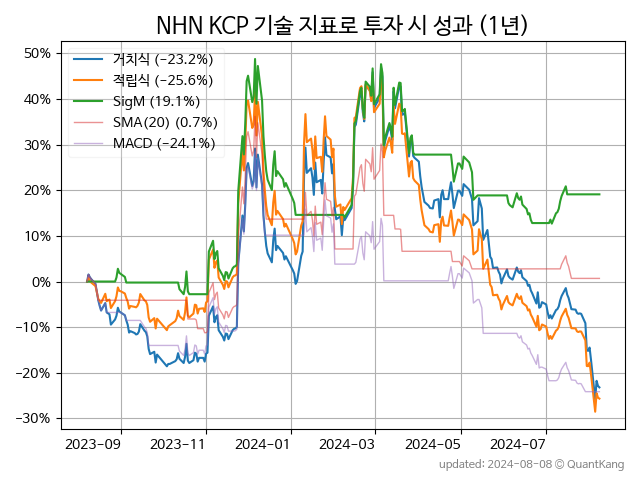 NHN KCP 기술 지표로 투자 시 성과 (1년)
거치식 (−23.2%)
적립식 (−25.6%)
SigM (19.1%)
SMA(20) (0.7%)
MACD (−24.1%)
50%
40%
30%
20%
10%
0%
−10%
−20%
−30%
2023-09
2023-11
2024-01
2024-03
2024-05
2024-07
updated: 2024-08-08 © QuantKang